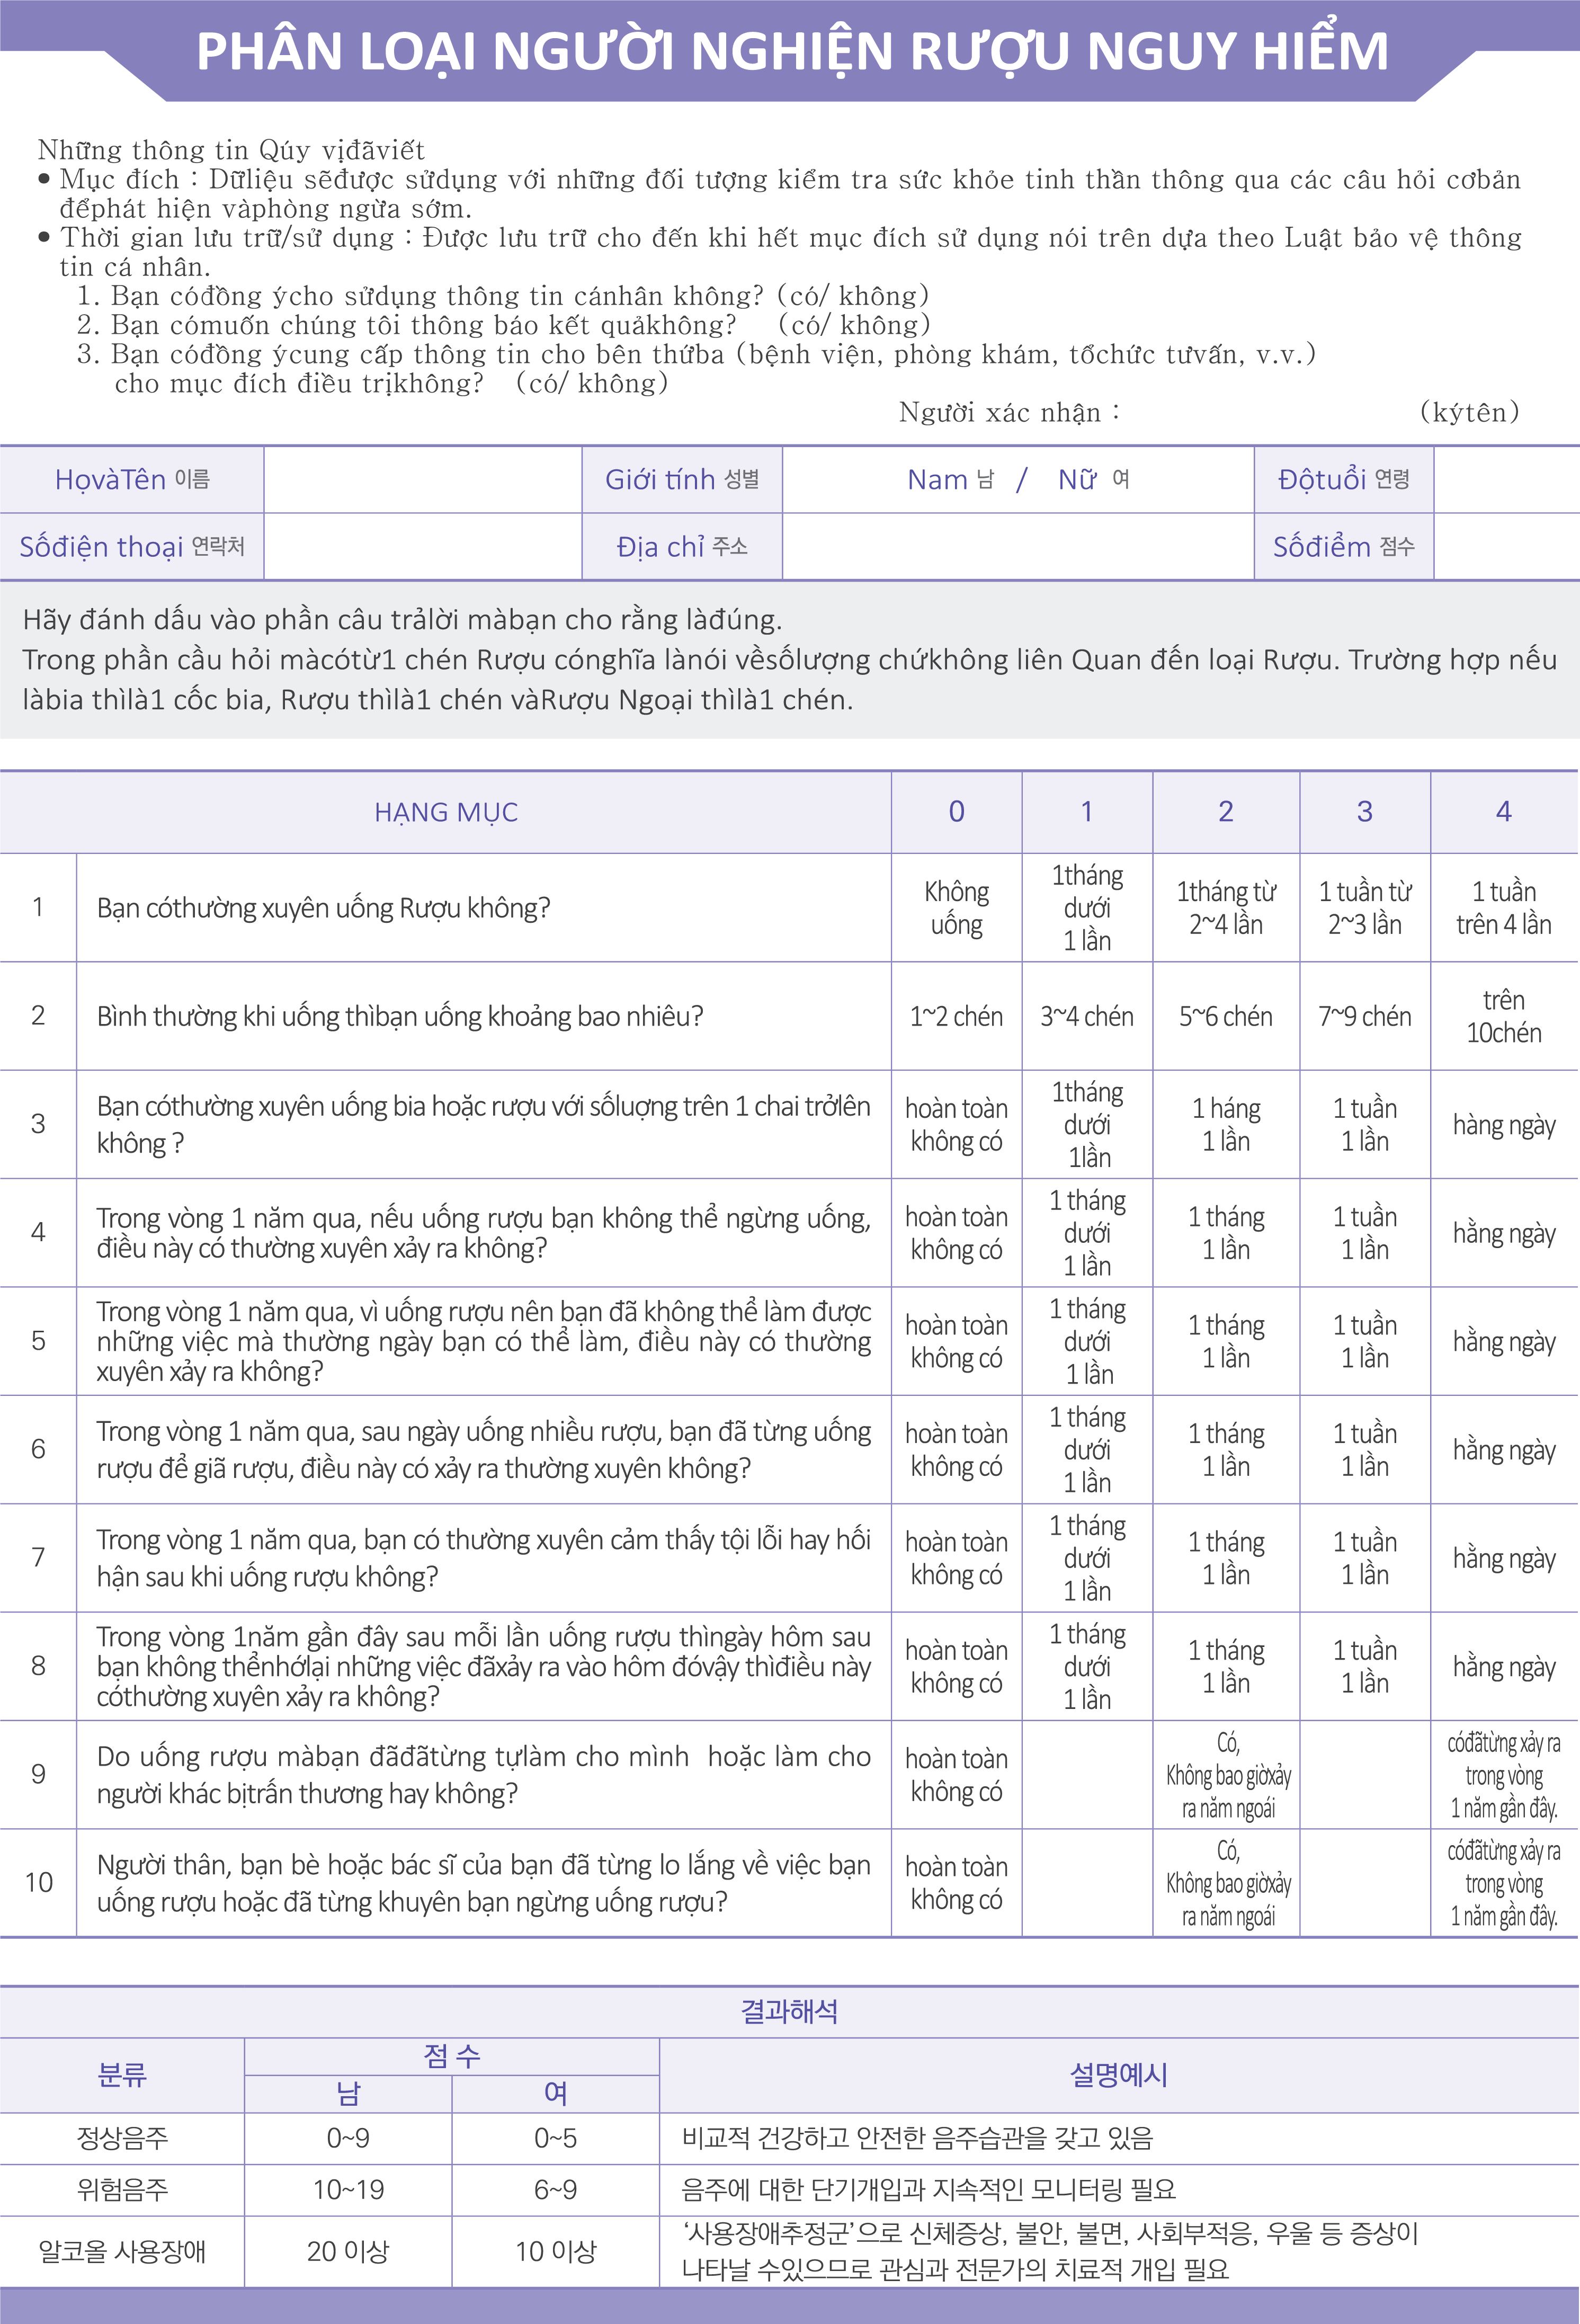 PHÂN LOẠI NGƯỜI NGHIỆN RƯỢU NGUY HIỂM
Những thông tin Qúy vịđãviết
• Mục đích : Dữliệu sẽđược sửdụng với những đối tượng kiểm tra sức khỏe tinh thần thông qua các câu hỏi cơbản
đểphát hiện vàphòng ngừa sớm.
• Thời gian lưu trữ/sử dụng : Được lưu trữ cho đến khi hết mục đích sử dụng nói trên dựa theo Luật bảo vệ thông
tin cá nhân.
1. Bạn cóđồng ýcho sửdụng thông tin cánhân không? (có/ không)
2. Bạn cómuốn chúng tôi thông báo kết quảkhông? (có/ không)
3. Bạn cóđồng ýcung cấp thông tin cho bên thứba (bệnh viện, phòng khám, tổchức tưvấn, v.v.)
cho mục đích điều trịkhông? (có/ không)
Người xác nhận : (kýtên)
HọvàTên 이름 Giới tính 성별 Nam 남 / Nữ 여 Độtuổi 연령
Sốđiện thoại 연락처 Địa chỉ 주소 Sốđiểm 점수
Hãy đánh dấu vào phần câu trảlời màbạn cho rằng làđúng.
Trong phần cầu hỏi màcótừ1 chén Rượu cónghĩa lànói vềsốlượng chứkhông liên Quan đến loại Rượu. Trường hợp nếu
làbia thìlà1 cốc bia, Rượu thìlà1 chén vàRượu Ngoại thìlà1 chén.
HẠNG MỤC 0 1 2 3 4
1
Bạn cóthường xuyên uống Rượu không?
Không
uống
1tháng
dưới
1 lần
1tháng từ
2~4 lần
1 tuần từ
2~3 lần
1 tuần
trên 4 lần
2
Bình thường khi uống thìbạn uống khoảng bao nhiêu?
1~2 chén
3~4 chén
5~6 chén
7~9 chén
trên
10chén
3
Bạn cóthường xuyên uống bia hoặc rượu với sốluợng trên 1 chai trởlên
không ?
hoàn toàn
không có
1tháng
dưới
1lần
1 háng
1 lần
1 tuần
1 lần
hàng ngày
4
Trong vòng 1 năm qua, nếu uống rượu bạn không thể ngừng uống,
điều này có thường xuyên xảy ra không?
hoàn toàn
không có
1 tháng
dưới
1 lần
1 tháng
1 lần
1 tuần
1 lần
hằng ngày
5
Trong vòng 1 năm qua, vì uống rượu nên bạn đã không thể làm được
những việc mà thường ngày bạn có thể làm, điều này có thường
xuyên xảy ra không?
hoàn toàn
không có
1 tháng
dưới
1 lần
1 tháng
1 lần
1 tuần
1 lần
hằng ngày
6
Trong vòng 1 năm qua, sau ngày uống nhiều rượu, bạn đã từng uống
rượu để giã rượu, điều này có xảy ra thường xuyên không?
hoàn toàn
không có
1 tháng
dưới
1 lần
1 tháng
1 lần
1 tuần
1 lần
hằng ngày
7
Trong vòng 1 năm qua, bạn có thường xuyên cảm thấy tội lỗi hay hối
hận sau khi uống rượu không?
hoàn toàn
không có
1 tháng
dưới
1 lần
1 tháng
1 lần
1 tuần
1 lần
hằng ngày
8
Trong vòng 1năm gần đây sau mỗi lần uống rượu thìngày hôm sau
bạn không thểnhớlại những việc đãxảy ra vào hôm đóvậy thìđiều này
cóthường xuyên xảy ra không?
hoàn toàn
không có
1 tháng
dưới
1 lần
1 tháng
1 lần
1 tuần
1 lần
hằng ngày
9
Do uống rượu màbạn đãđãtừng tựlàm cho mình hoặc làm cho
người khác bịtrấn thương hay không?
hoàn toàn
không có
Có,
Không bao giờxảy
ra năm ngoái
cóđãtừng xảy ra
trong vòng
1 năm gần đây.
10
Người thân, bạn bè hoặc bác sĩ của bạn đã từng lo lắng về việc bạn
uống rượu hoặc đã từng khuyên bạn ngừng uống rượu?
hoàn toàn
không có
Có,
Không bao giờxảy
ra năm ngoái
cóđãtừng xảy ra
trong vòng
1 năm gần đây.
결과해석
분류 점 수 설명예시
남 여
정상음주 0~9 0~5 비교적 건강하고 안전한 음주습관을 갖고 있음
위험음주 10~19 6~9 음주에 대한 단기개입과 지속적인 모니터링 필요
알코올 사용장애 20 이상 10 이상 ‘사용장애추정군’으로 신체증상, 불안, 불면, 사회부적응, 우울 등 증상이
나타날 수있으므로 관심과 전문가의 치료적 개입 필요